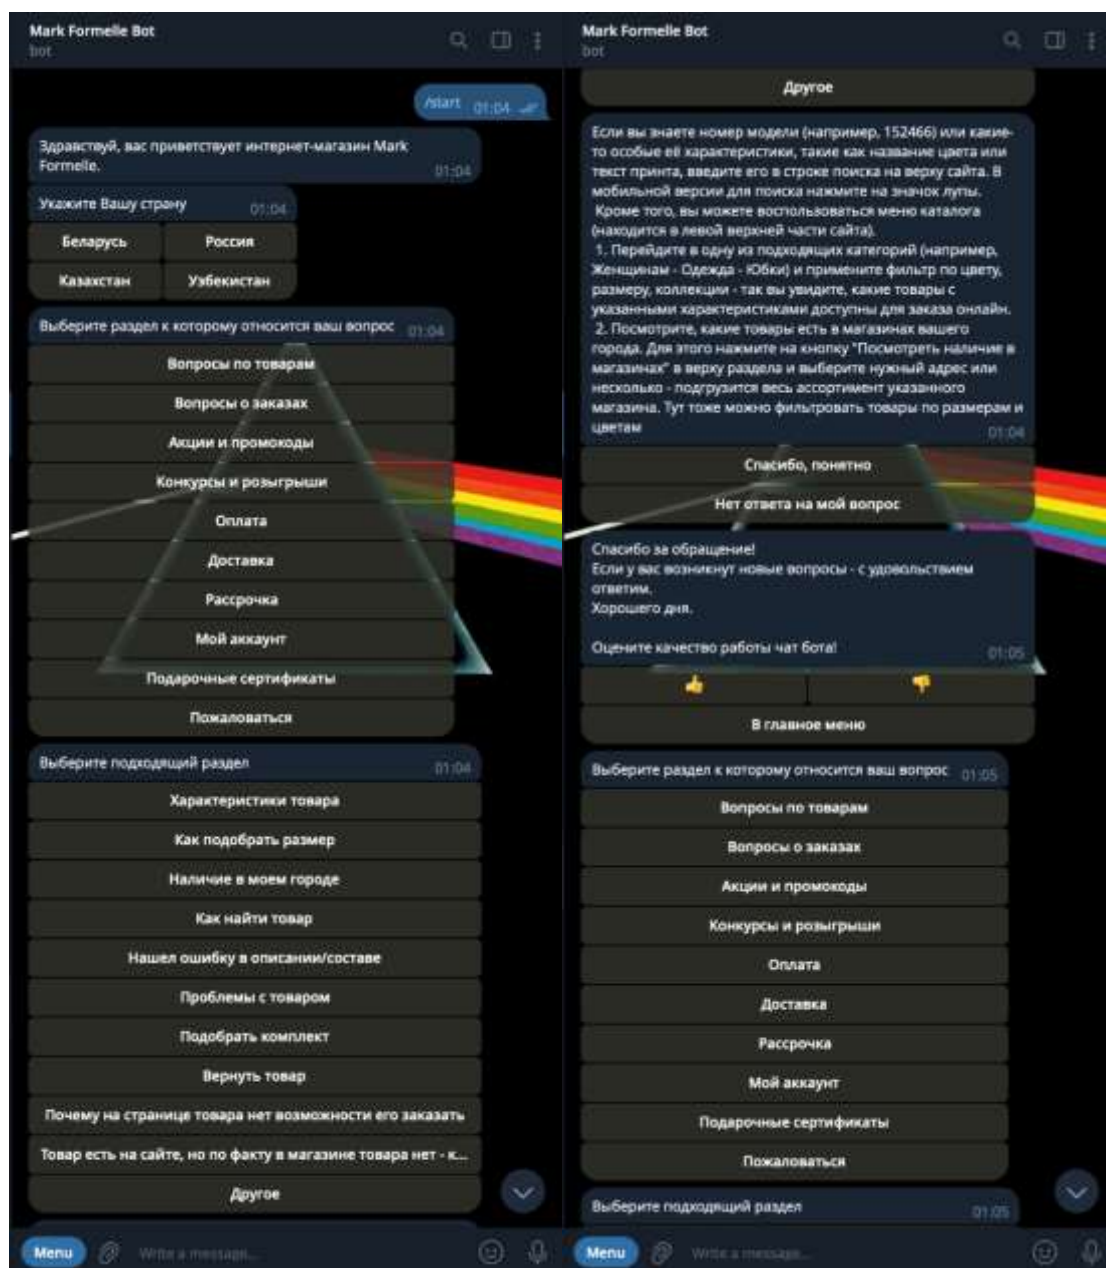 Mark Formelle Bot
bot
/start 01:04
Здравствуй, вас приветствует интернет-магазин Mark
Formelle.
01:04
Укажите Вашу страну 01:04
Беларусь Россия
Казахстан Узбекистан
Выберите раздел к которому относится ваш вопрос 01:04
Вопросы по товарам
Вопросы о заказах
Акции и промокоды
Конкурсы и розыгрыши
Оплата
Доставка
Рассрочка
Мой аккаунт
Подарочные сертификаты
Пожаловаться
Выберите подходящий раздел 01:04
Характеристики товара
Как подобрать размер
Наличие в моем городе
Как найти товар
Нашел ошибку в описании/составе
Проблемы с товаром
Подобрать комплект
Вернуть товар
Почему на странице товара нет возможности его заказать
Товар есть на сайте, но по факту в магазине товара нет - к...
Другое
Menu Write a message...
Mark Formelle Bot
bot
Другое
Если вы знаете номер модели (например, 152466) или какие-
то особые её характеристики, такие как название цвета или
текст принта, введите его в строке поиска на верху сайта. В
мобильной версии для поиска нажмите на значок лупы.
Кроме того, вы можете воспользоваться меню каталога
(находится в левой верхней части сайта).
1. Перейдите в одну из подходящих категорий (например,
Женщинам - Одежда - Юбки) и примените фильтр по цвету,
размеру, коллекции - так вы увидите, какие товары с
указанными характеристиками доступны для заказа онлайн.
2. Посмотрите, какие товары есть в магазинах вашего
города. Для этого нажмите на кнопку "Посмотреть наличие в
магазинах" в верху раздела и выберите нужный адрес или
несколько - подгрузится весь ассортимент указанного
магазина. Тут тоже можно фильтровать товары по размерам и
цветам
01:04
Спасибо, понятно
Нет ответа на мой вопрос
Спасибо за обращение!
Если у вас возникнут новые вопросы - с удовольствием
ответим.
Хорошего дня.
Оцените качество работы чат бота!
01:05
В главное меню
Выберите раздел к которому относится ваш вопрос 01:05
Вопросы по товарам
Вопросы о заказах
Акции и промокоды
Конкурсы и розыгрыши
Оплата
Доставка
Рассрочка
Мой аккаунт
Подарочные сертификаты
Пожаловаться
Выберите подходящий раздел 01:05
Menu Write a message...